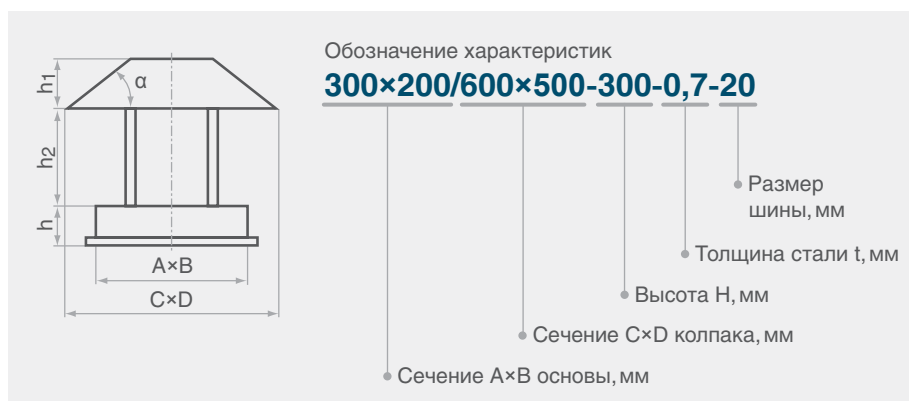 Обозначение характеристик
300×200/600×500-300-0,7-20
h1
α
h2
h
A×B
C×D
Размер
шины, мм
Толщина стали t, мм
Высота H, мм
Сечение C×D колпака, мм
Сечение A×B основы, мм